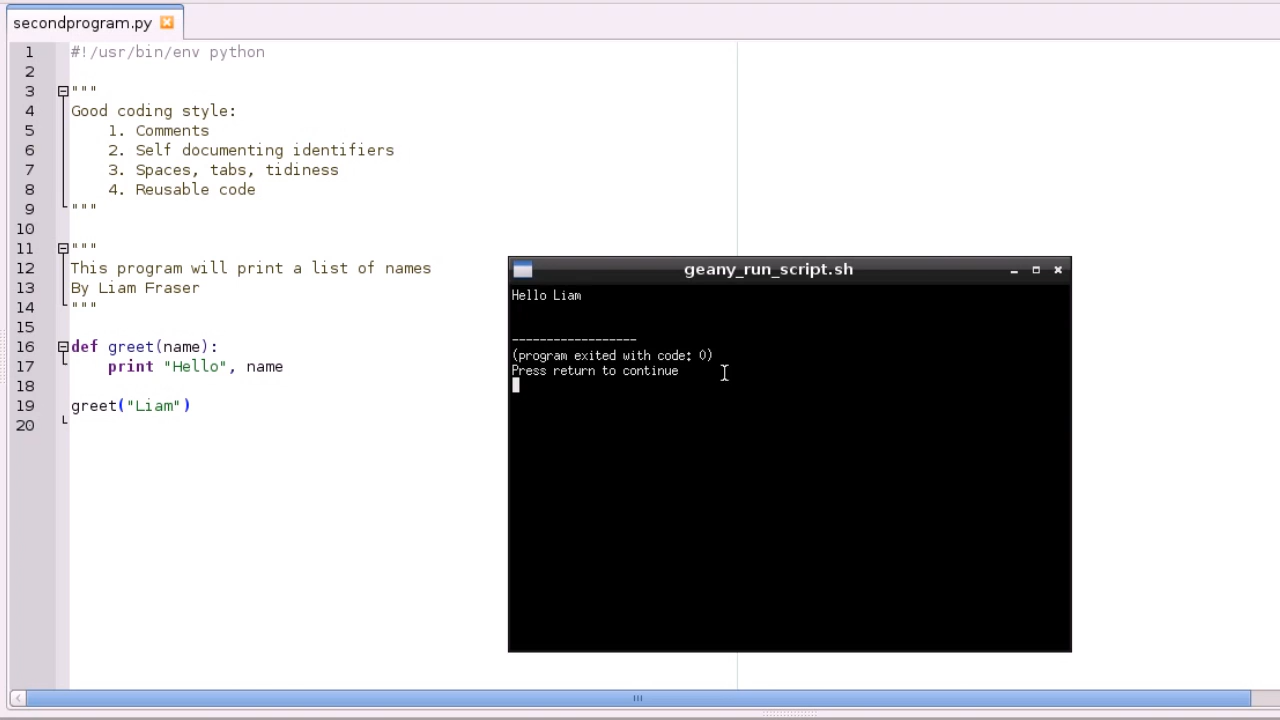 secondprogram.py
1 #!/usr/bin/env python
2
3 """
4 Good coding style:
5     1. Comments
6     2. Self documenting identifiers
7     3. Spaces, tabs, tidiness
8     4. Reusable code
9 """
10
11 """
12 This program will print a list of names
13 By Liam Fraser
14 """
15
16 def greet(name):
17     print "Hello", name
18
19 greet("Liam")
20
geany_run_script.sh
Hello Liam
------------------
(program exited with code: 0)
Press return to continue